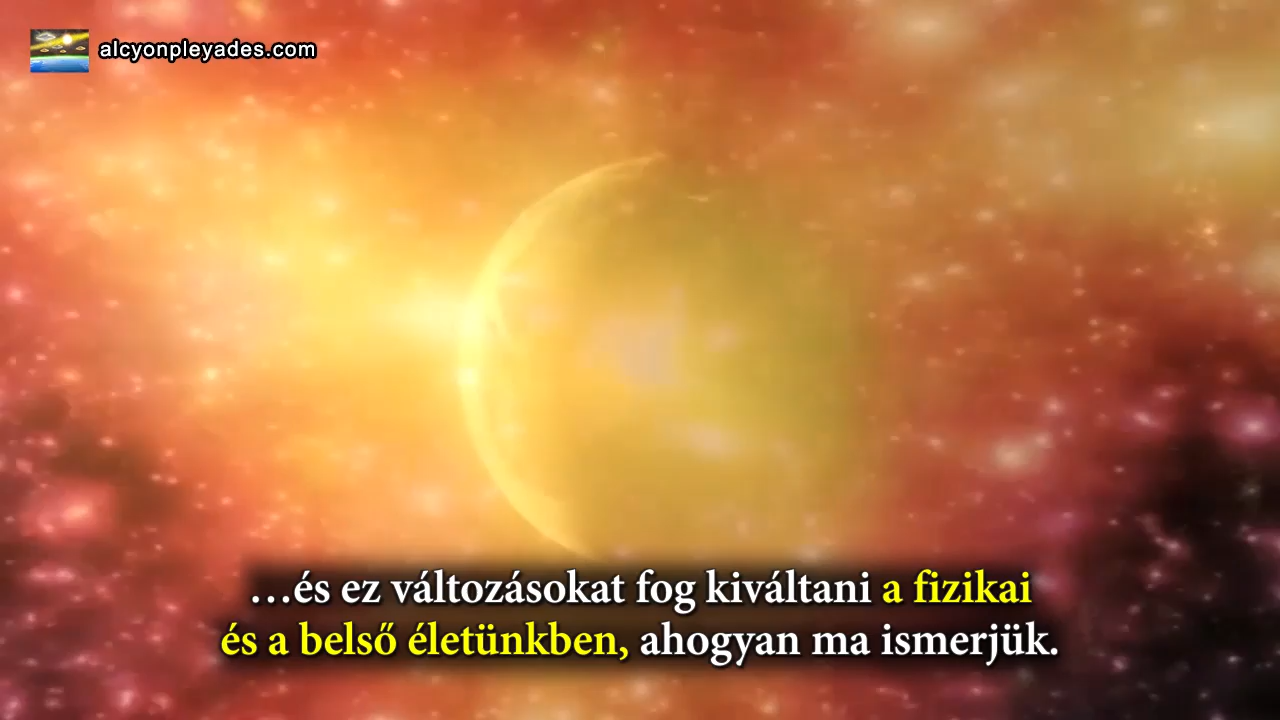 alcyonpleyades.com
…és ez változásokat fog kiváltani a fizikai
és a belső életünkben, ahogyan ma ismerjük.